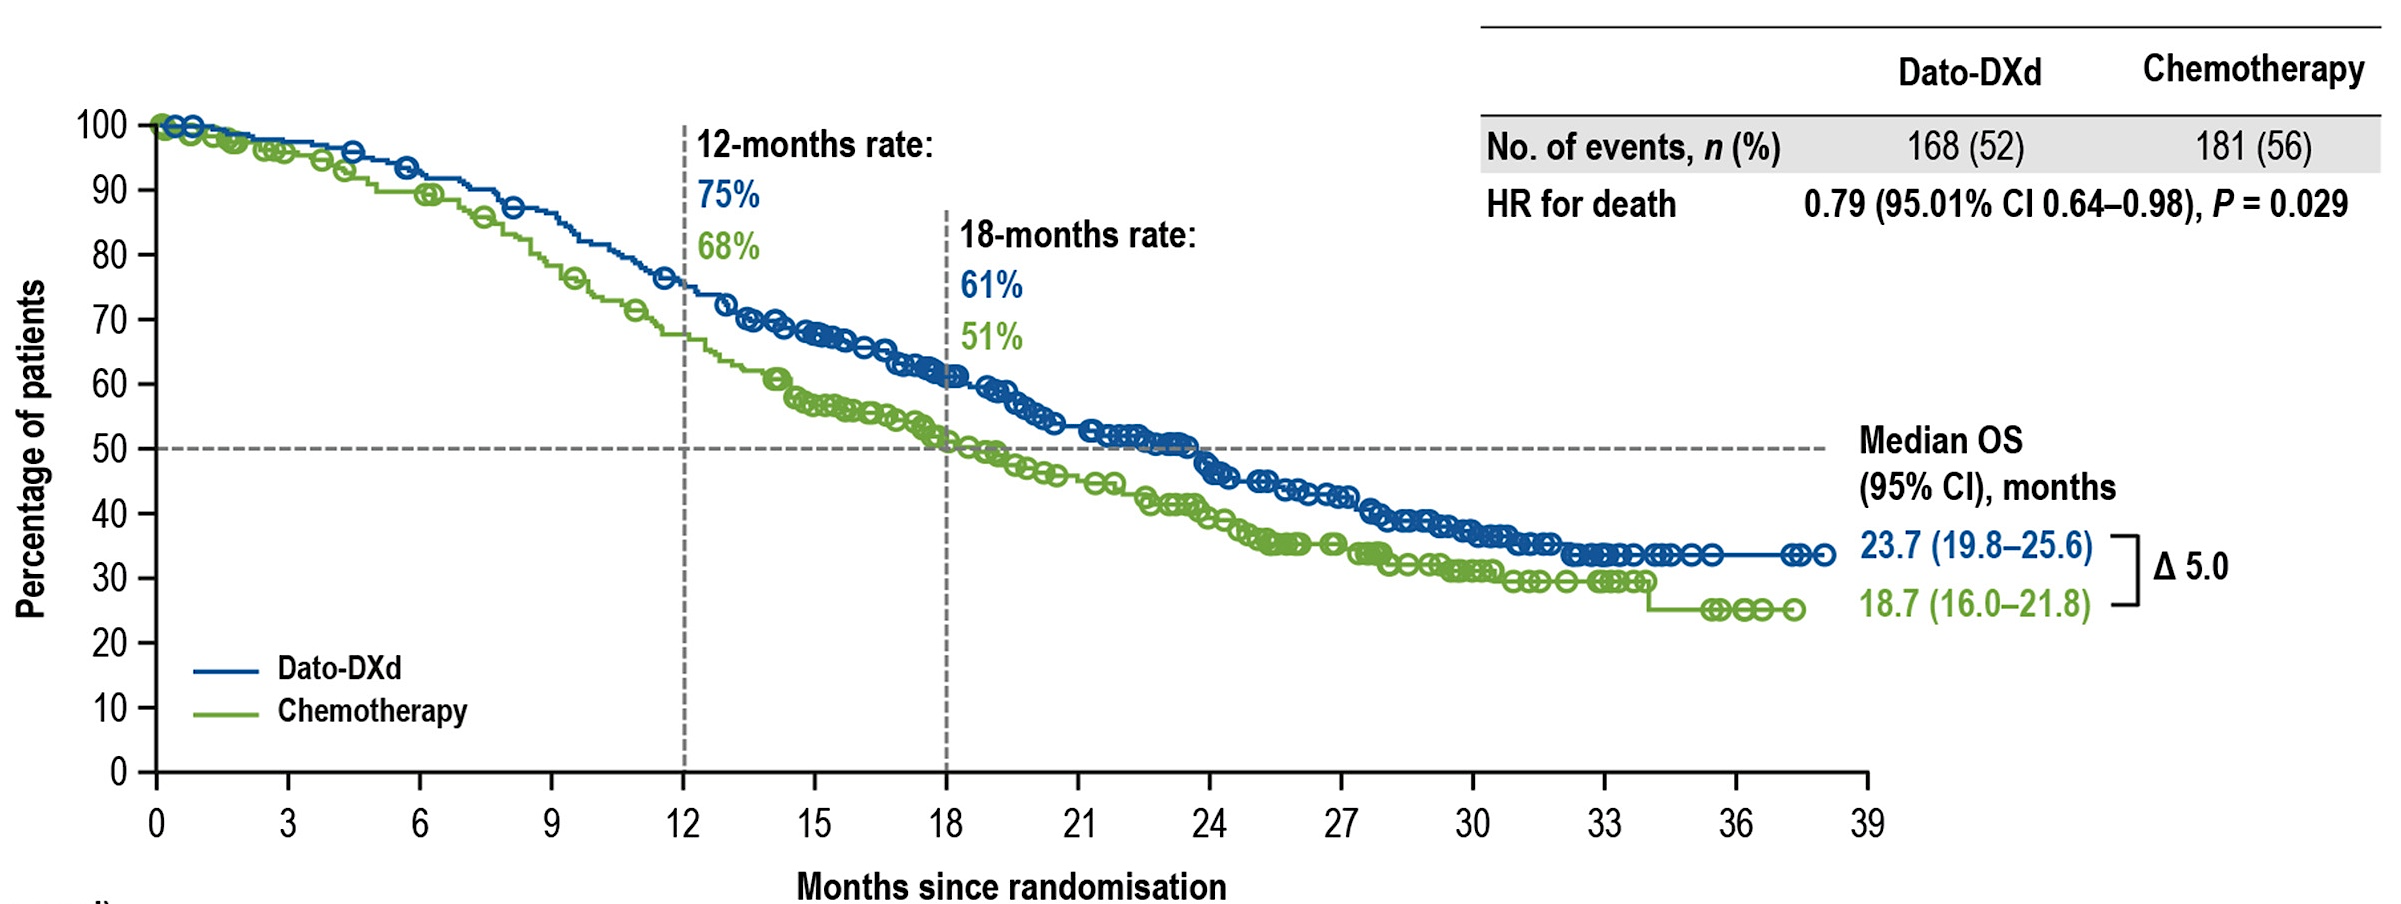 Dato-DXd Chemotherapy
No. of events, n (%) 168 (52) 181 (56)
HR for death 0.79 (95.01% CI 0.64–0.98), P = 0.029
Percentage of patients
100
90
80
70
60
50
40
30
20
10
0
12-months rate:
75%
68%
18-months rate:
61%
51%
Median OS
(95% CI), months
23.7 (19.8–25.6)
18.7 (16.0–21.8)
Δ 5.0
Dato-DXd
Chemotherapy
0 3 6 9 12 15 18 21 24 27 30 33 36 39
Months since randomisation